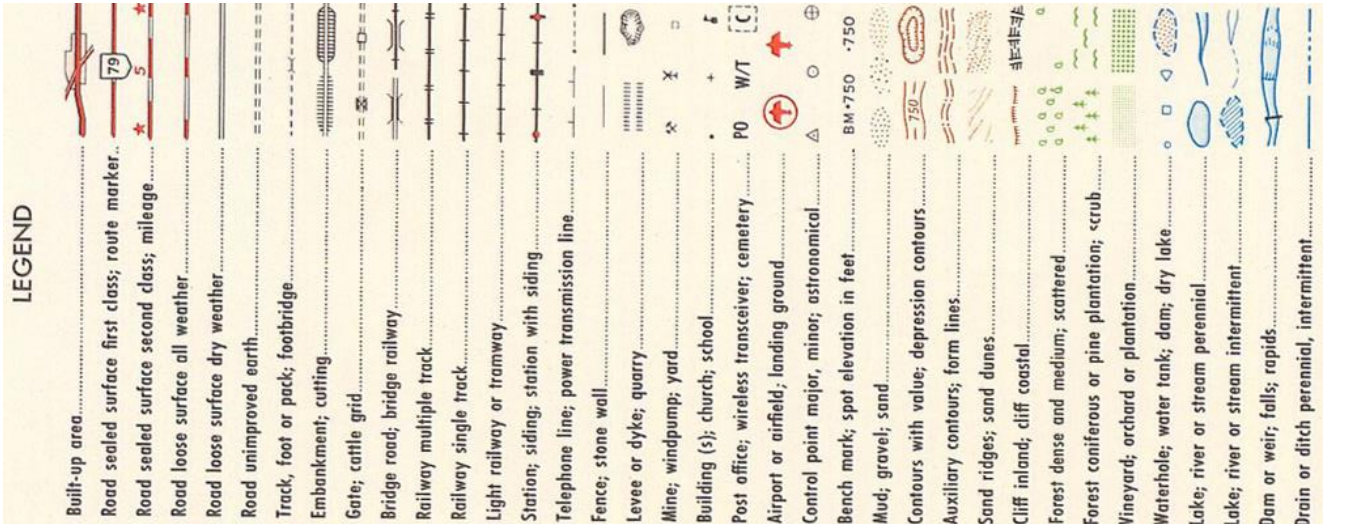 LEGEND
Built-up area
Road sealed surface first class; route marker 79
Road sealed surface second class; mileage 5
Road loose surface all weather
Road loose surface dry weather
Road unimproved earth
Track, foot or pack; footbridge
Embankment; cutting
Gate; cattle grid
Bridge road; bridge railway
Railway multiple track
Railway single track
Light railway or tramway
Station; siding; station with siding
Telephone line; power transmission line
Fence; stone wall
Levee or dyke; quarry
Mine; windpump; yard
Building (s); church; school
Post office; wireless transceiver; cemetery PO W/T C
Airport or airfield; landing ground
Control point major, minor; astronomical
Bench mark; spot elevation in feet BM•750 •750
Mud; gravel; sand
Contours with value; depression contours 750
Auxiliary contours; form lines
Sand ridges; sand dunes
Cliff inland; cliff coastal
Forest dense and medium; scattered
Forest coniferous or pine plantation; scrub
Vineyard; orchard or plantation
Waterhole; water tank; dam; dry lake
Lake; river or stream perennial
Lake; river or stream intermittent
Dam or weir; falls; rapids
Drain or ditch perennial, intermittent